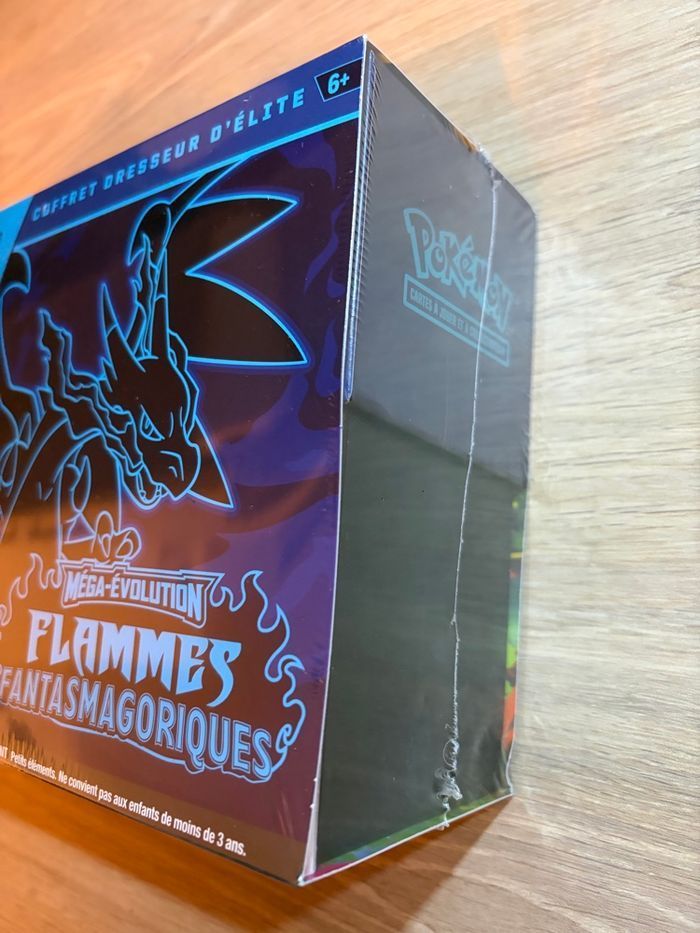 COFFRET DRESSEUR D'ÉLITE 6+
MÉGA-ÉVOLUTION
FLAMMES
FANTASMAGORIQUES
Petits éléments. Ne convient pas aux enfants de moins de 3 ans.
POKéMON
CARTES À JOUER ET À